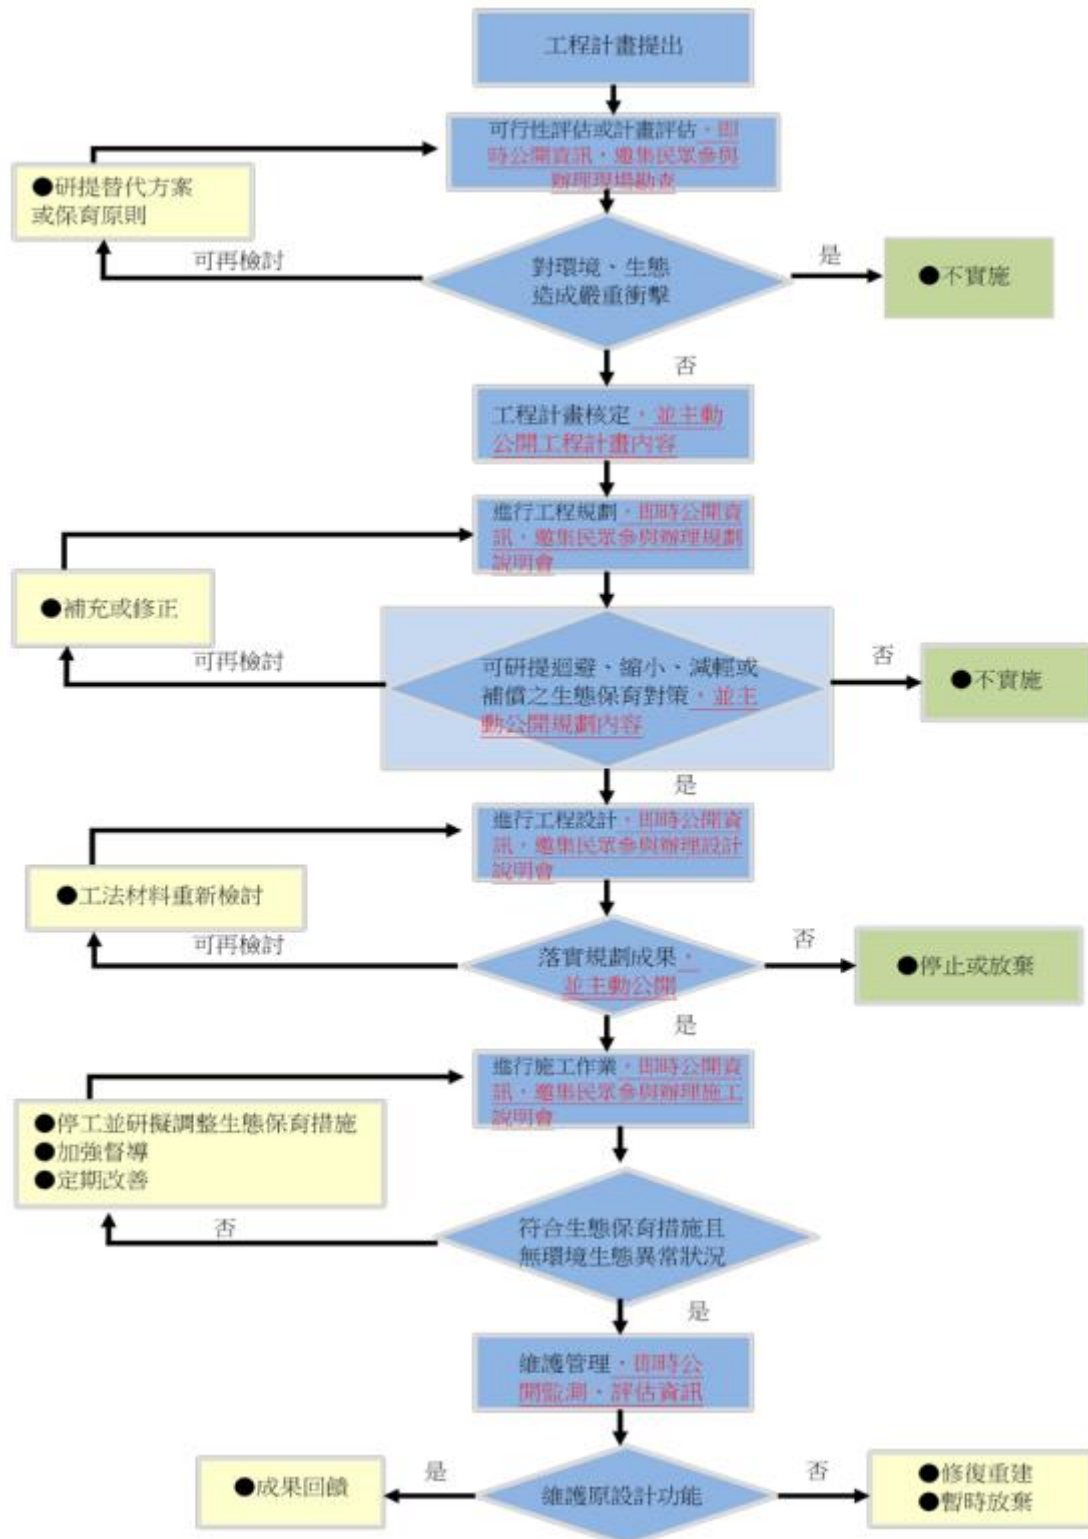 工程計畫提出
可行性評估或計畫評估，即
時公開資訊，邀集民眾參與
辦理現場勘查
●研提替代方案
或保育原則
可再檢討
對環境、生態
造成嚴重衝擊
是
●不實施
否
工程計畫核定，並主動
公開工程計畫內容
進行工程規劃，即時公開資
訊，邀集民眾參與辦理規劃
說明會
●補充或修正
可再檢討
可研提迴避、縮小、減輕或
補償之生態保育對策，並主
動公開規劃內容
否
●不實施
是
進行工程設計，即時公開資
訊，邀集民眾參與辦理設計
說明會
●工法材料重新檢討
可再檢討
落實規劃成果，
並主動公開
否
●停止或放棄
是
進行施工作業，即時公開資
訊，邀集民眾參與辦理施工
說明會
●停工並研擬調整生態保育措施
●加強督導
●定期改善
否
符合生態保育措施且
無環境生態異常狀況
是
維護管理，即時公
開監測、評估資訊
●成果回饋
是
維護原設計功能
否
●修復重建
●暫時放棄